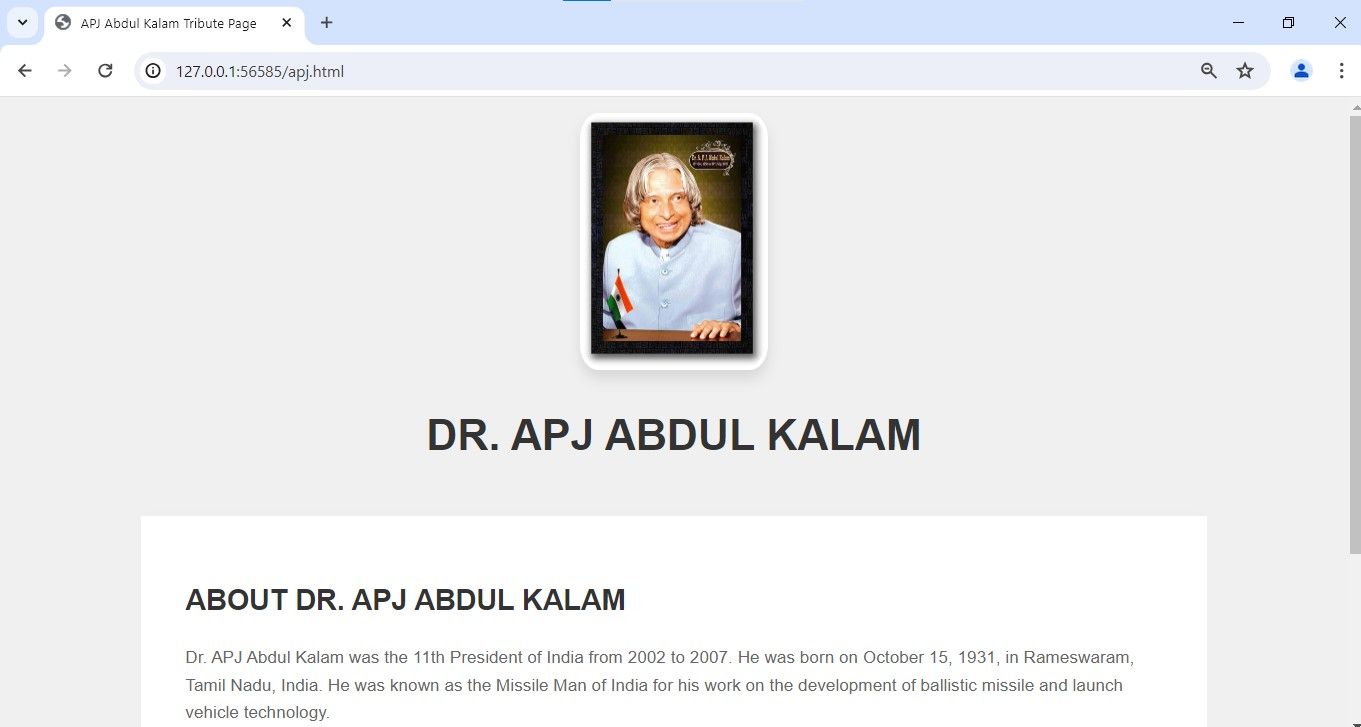 APJ Abdul Kalam Tribute Page
127.0.0.1:56585/apj.html
Dr. A. P. J. Abdul Kalam
DR. APJ ABDUL KALAM
ABOUT DR. APJ ABDUL KALAM
Dr. APJ Abdul Kalam was the 11th President of India from 2002 to 2007. He was born on October 15, 1931, in Rameswaram,
Tamil Nadu, India. He was known as the Missile Man of India for his work on the development of ballistic missile and launch
vehicle technology.